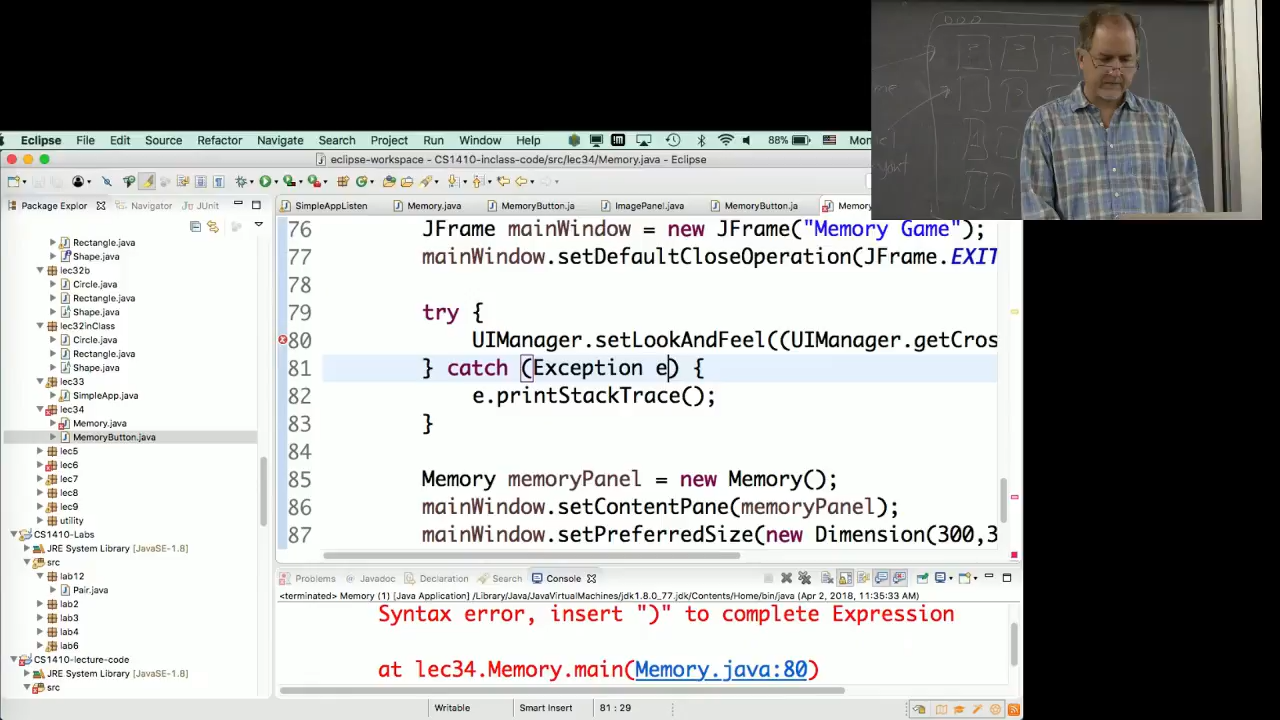 Eclipse File Edit Source Refactor Navigate Search Project Run Window Help 88% Mon
eclipse-workspace - CS1410-inclass-code/src/lec34/Memory.java - Eclipse
Package Explor Navigator JUnit
SimpleAppListen Memory.java MemoryButton.ja ImagePanel.java MemoryButton.ja Memory.java
Rectangle.java
Shape.java
lec32b
Circle.java
Rectangle.java
Shape.java
lec32inClass
Circle.java
Rectangle.java
Shape.java
lec33
SimpleApp.java
lec34
Memory.java
MemoryButton.java
lec5
lec6
lec7
lec8
lec9
utility
CS1410-Labs
JRE System Library [JavaSE-1.8]
src
lab12
Pair.java
lab2
lab3
lab4
lab6
CS1410-lecture-code
JRE System Library [JavaSE-1.8]
src
76 JFrame mainWindow = new JFrame("Memory Game");
77 mainWindow.setDefaultCloseOperation(JFrame.EXIT
78
79 try {
80 UIManager.setLookAndFeel((UIManager.getCros
81 } catch (Exception e) {
82 e.printStackTrace();
83 }
84
85 Memory memoryPanel = new Memory();
86 mainWindow.setContentPane(memoryPanel);
87 mainWindow.setPreferredSize(new Dimension(300,3
Problems Javadoc Declaration Search Console
<terminated> Memory (1) [Java Application] /Library/Java/JavaVirtualMachines/jdk1.8.0_77.jdk/Contents/Home/bin/java (Apr 2, 2018, 11:35:33 AM)
Syntax error, insert ")" to complete Expression
at lec34.Memory.main(Memory.java:80)
Writable Smart Insert 81 : 29